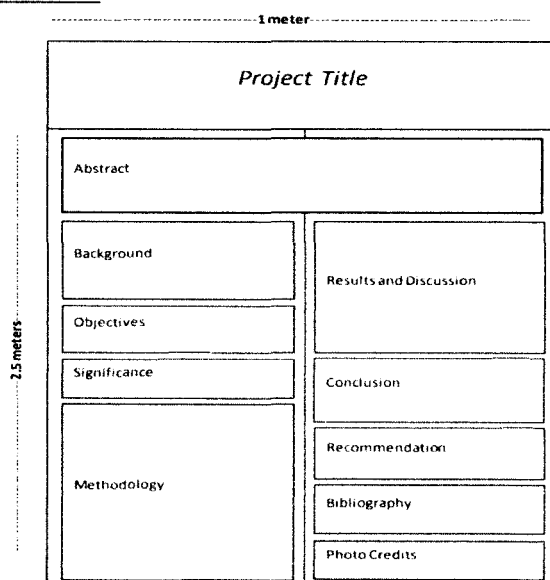 1 meter
Project Title
2.5 meters
Abstract
Background
Objectives
Significance
Methodology
Results and Discussion
Conclusion
Recommendation
Bibliography
Photo Credits